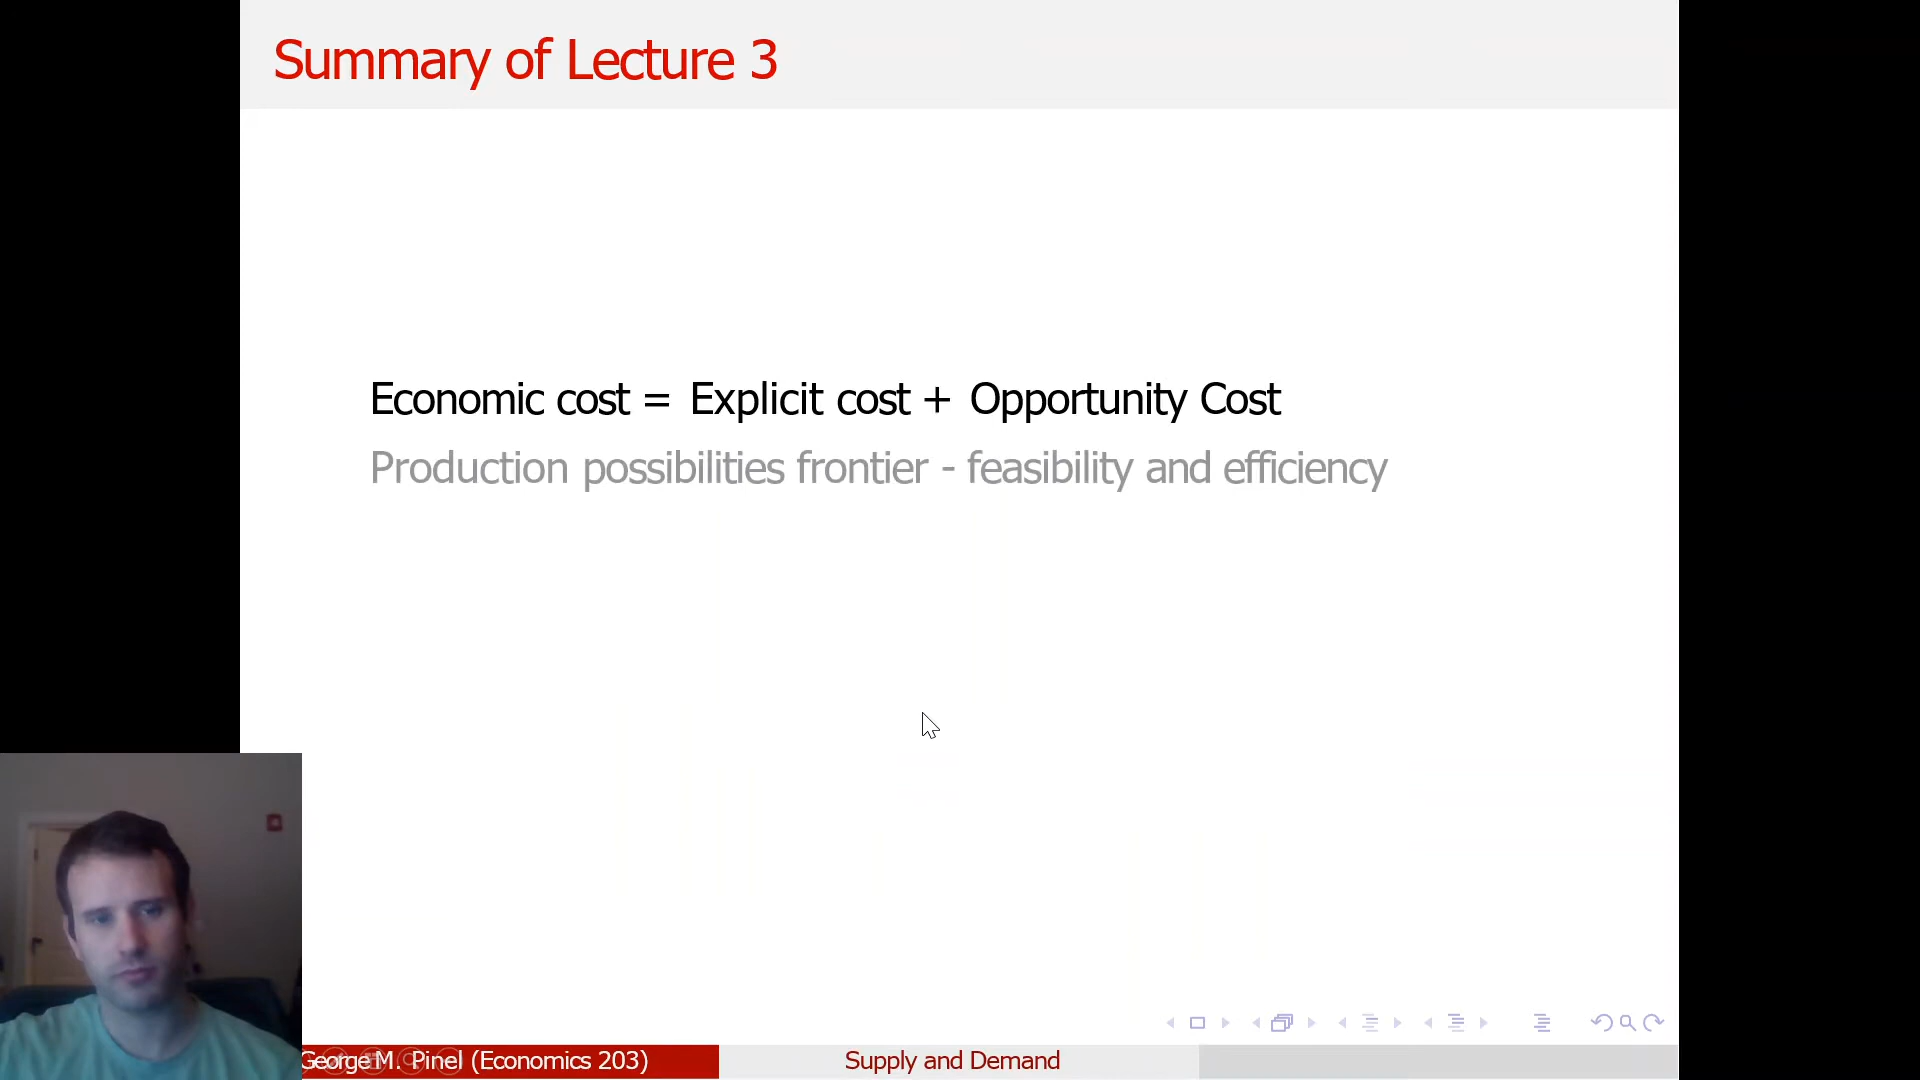 Summary of Lecture 3
Economic cost = Explicit cost + Opportunity Cost
Production possibilities frontier - feasibility and efficiency
George M. Pinel (Economics 203)
Supply and Demand